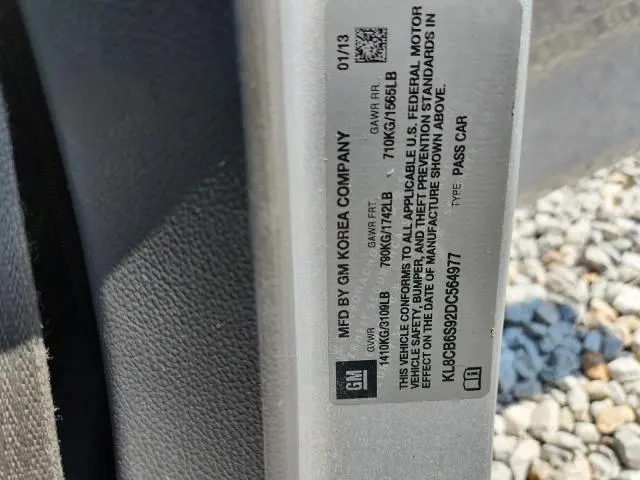 MFD BY GM KOREA COMPANY 01/13
GVWR GAWR FRT. GAWR RR.
1410KG/3109LB 790KG/1742LB 710KG/1565LB
THIS VEHICLE CONFORMS TO ALL APPLICABLE U.S. FEDERAL MOTOR
VEHICLE SAFETY, BUMPER, AND THEFT PREVENTION STANDARDS IN
EFFECT ON THE DATE OF MANUFACTURE SHOWN ABOVE.
KL8CB6S92DC564977 TYPE: PASS CAR
GM